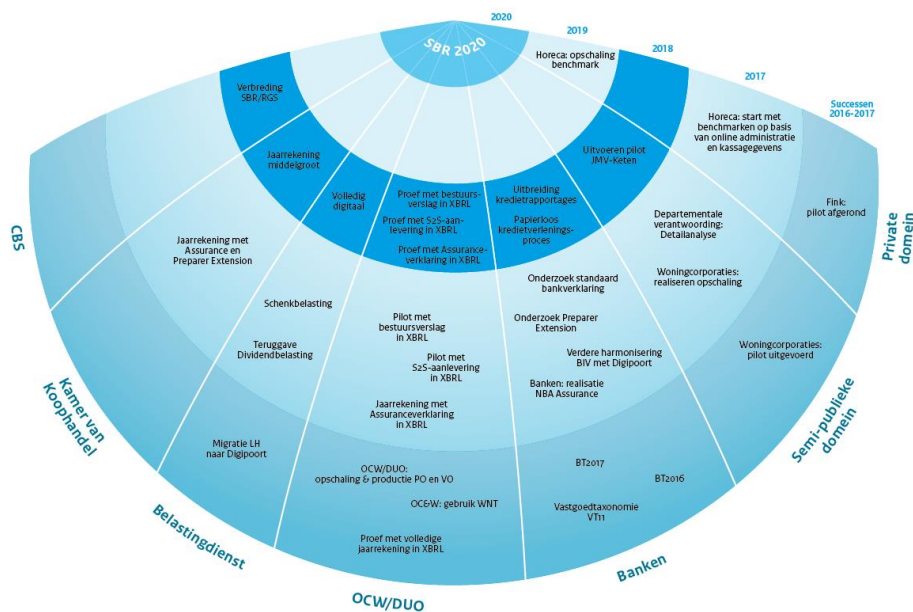 2020
SBR 2020
2019
Horeca: opschaling
benchmark
2018
2017
Successen
2016-2017
Verbreding
SBR/RGS
Jaarrekening
middelgroot
Volledig
digitaal
Proef met bestuurs-
verslag in XBRL
Proef met S2S-aan-
levering in XBRL
Proef met Assurance-
verklaring in XBRL
Uitbreiding
kredietrapportages
Papierloos
kredietverlenings-
proces
Uitvoeren pilot
JMV-Keten
Horeca: start met
benchmarken op basis
van online administratie
en kassagegevens
Fink:
pilot afgerond
Jaarrekening met
Assurance en
Preparer Extension
Schenkbelasting
Teruggave
Dividendbelasting
Pilot met
bestuursverslag
in XBRL
Pilot met
S2S-aanlevering
in XBRL
Jaarrekening met
Assuranceverklaring
in XBRL
Onderzoek standaard
bankverklaring
Onderzoek Preparer
Extension
Verdere harmonisering
BIV met Digipoort
Banken: realisatie
NBA Assurance
Departementale
verantwoording:
Detailanalyse
Woningcorporaties:
realiseren opschaling
Woningcorporaties:
pilot uitgevoerd
Migratie LH
naar Digipoort
OCW/DUO:
opschaling & productie PO en VO
OC&W: gebruik WNT
Proef met volledige
jaarrekening in XBRL
BT2017
BT2016
Vastgoedtaxonomie
VT11
CBS
Kamer van
Koophandel
Belastingdienst
OCW/DUO
Banken
Semi-publieke
domein
Private
domein